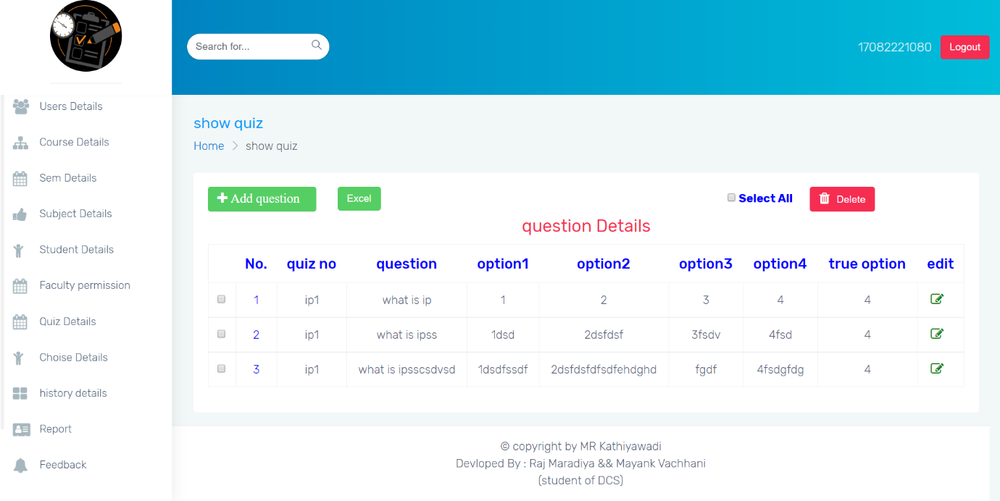 Search for...
17082221080
Logout
Users Details
Course Details
Sem Details
Subject Details
Student Details
Faculty permission
Quiz Details
Choise Details
history details
Report
Feedback
show quiz
Home > show quiz
Add question
Excel
Select All
Delete
question Details
No. quiz no question option1 option2 option3 option4 true option edit
1 ip1 what is ip 1 2 3 4 4
2 ip1 what is ipss 1dsd 2dsfdsf 3fsdv 4fsd 4
3 ip1 what is ipsscsdvsd 1dsdfssdf 2dsfdsfdfsdfehdghd fgdf 4fsdgfdg 4
© copyright by MR Kathiyawadi
Devloped By : Raj Maradiya && Mayank Vachhani
(student of DCS)